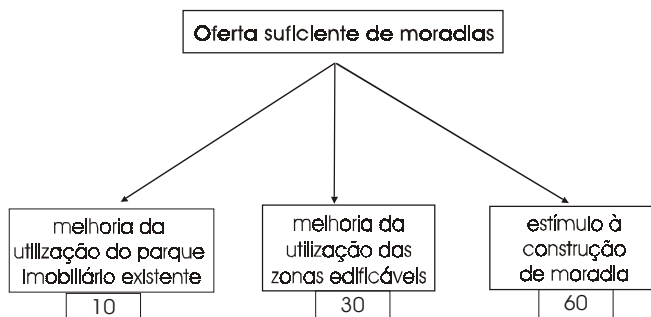 Oferta suficiente de moradias
melhoria da
utilização do parque
imobiliário existente
10
melhoria da
utilização das
zonas edificáveis
30
estímulo à
construção
de moradia
60